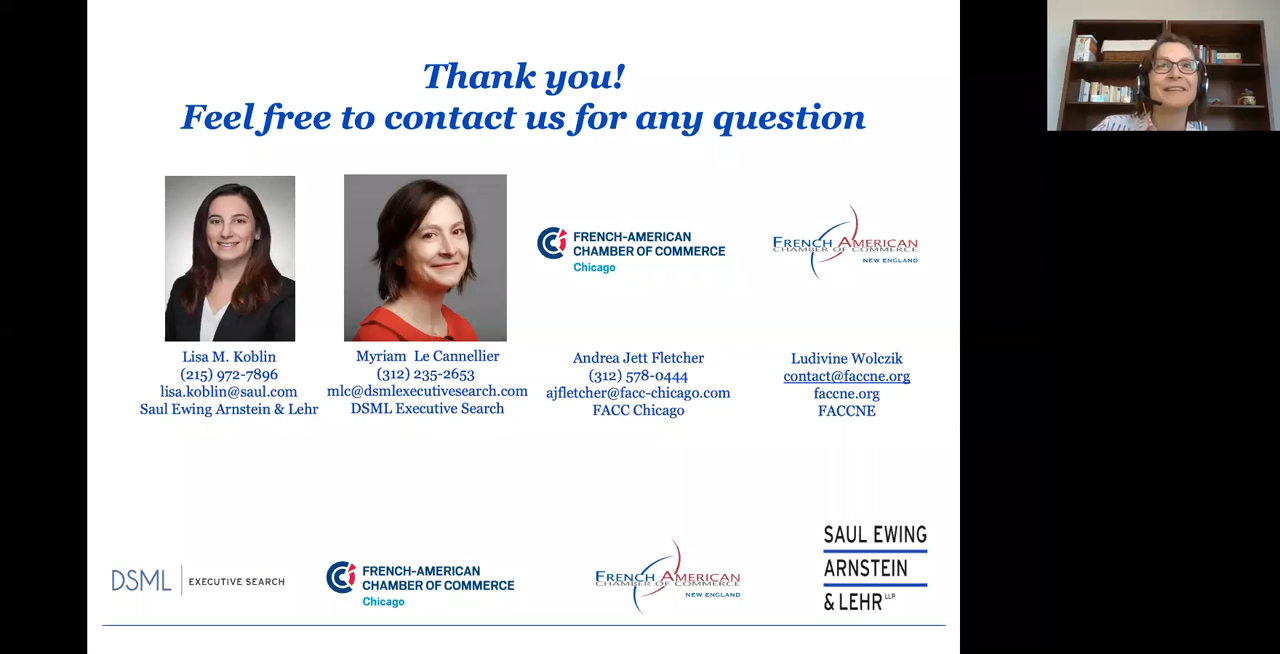 Thank you!
Feel free to contact us for any question
FRENCH-AMERICAN
CHAMBER OF COMMERCE
Chicago
FRENCH AMERICAN
CHAMBER OF COMMERCE
NEW ENGLAND
Lisa M. Koblin
(215) 972-7896
lisa.koblin@saul.com
Saul Ewing Arnstein & Lehr
Myriam Le Cannellier
(312) 235-2653
mlc@dsmlexecutivesearch.com
DSML Executive Search
Andrea Jett Fletcher
(312) 578-0444
ajfletcher@facc-chicago.com
FACC Chicago
Ludivine Wolczik
contact@faccne.org
faccne.org
FACCNE
DSML EXECUTIVE SEARCH
FRENCH-AMERICAN
CHAMBER OF COMMERCE
Chicago
FRENCH AMERICAN
CHAMBER OF COMMERCE
NEW ENGLAND
SAUL EWING
ARNSTEIN
& LEHR LLP